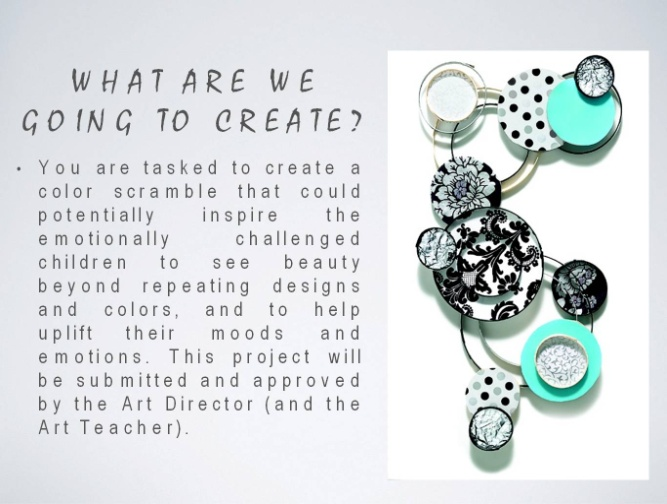 WHAT ARE WE
GOING TO CREATE?
• You are tasked to create a
color scramble that could
potentially inspire the
emotionally challenged
children to see beauty
beyond repeating designs
and colors, and to help
uplift their moods and
emotions. This project will
be submitted and approved
by the Art Director (and the
Art Teacher).